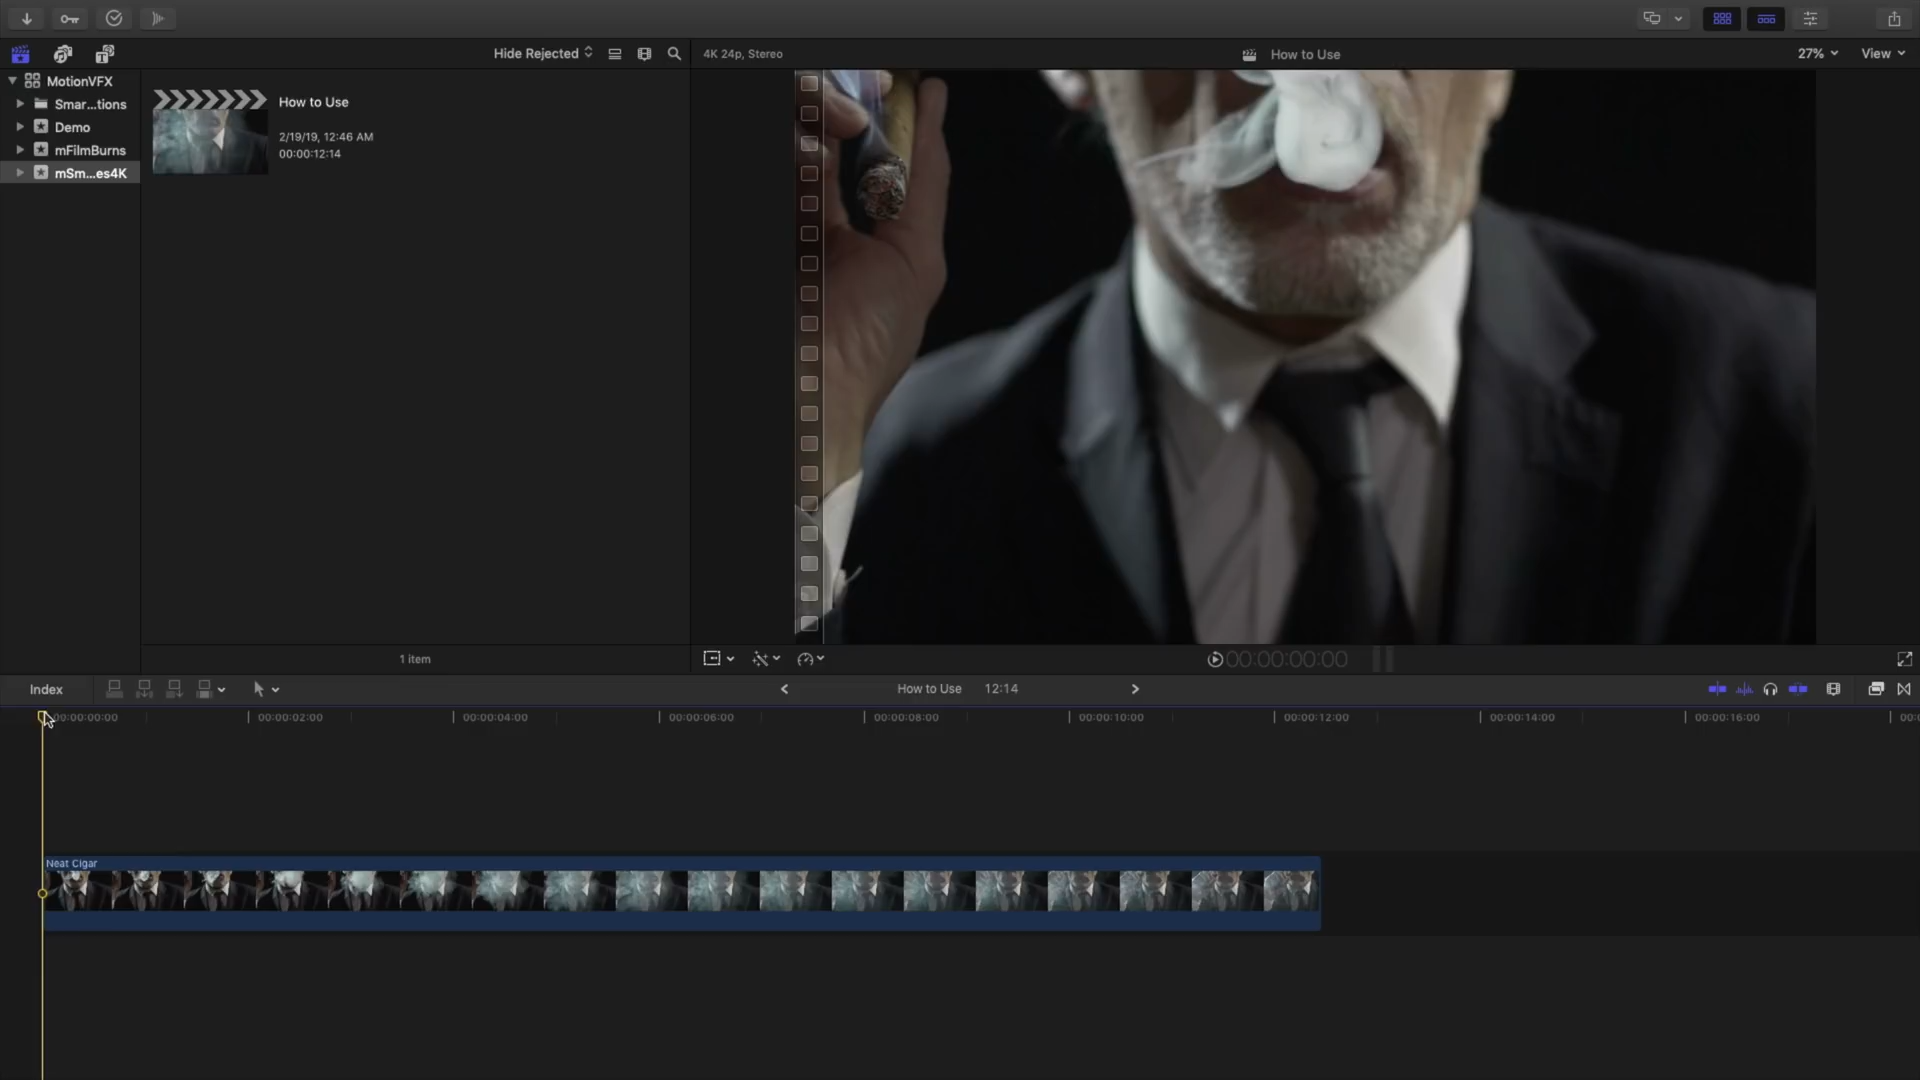 Hide Rejected
4K 24p, Stereo
How to Use
27%
View
MotionVFX
Smar...tions
Demo
mFilmBurns
mSm...es4K
How to Use
2/19/19, 12:46 AM
00:00:12:14
1 item
00:00:00:00
Index
How to Use
12:14
00:00:00:00
00:00:02:00
00:00:04:00
00:00:06:00
00:00:08:00
00:00:10:00
00:00:12:00
00:00:14:00
00:00:16:00
00:
Neat Cigar